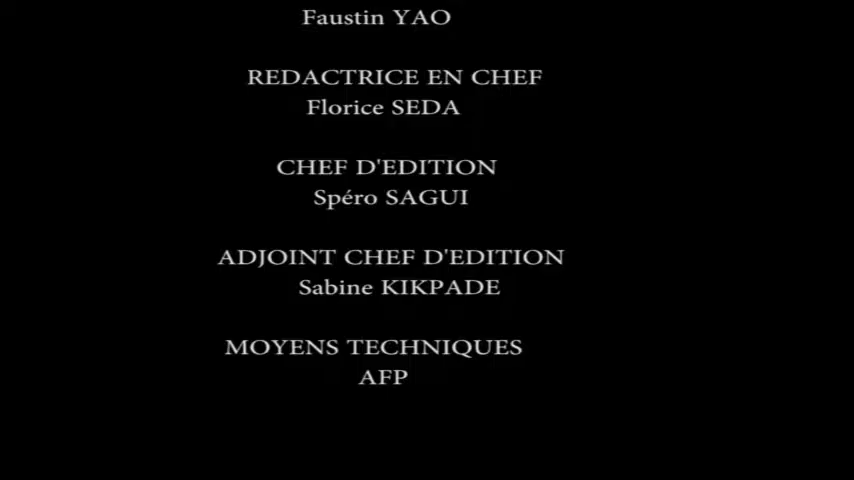 Faustin YAO
REDACTRICE EN CHEF
Florice SEDA
CHEF D'EDITION
Spéro SAGUI
ADJOINT CHEF D'EDITION
Sabine KIKPADE
MOYENS TECHNIQUES
AFP